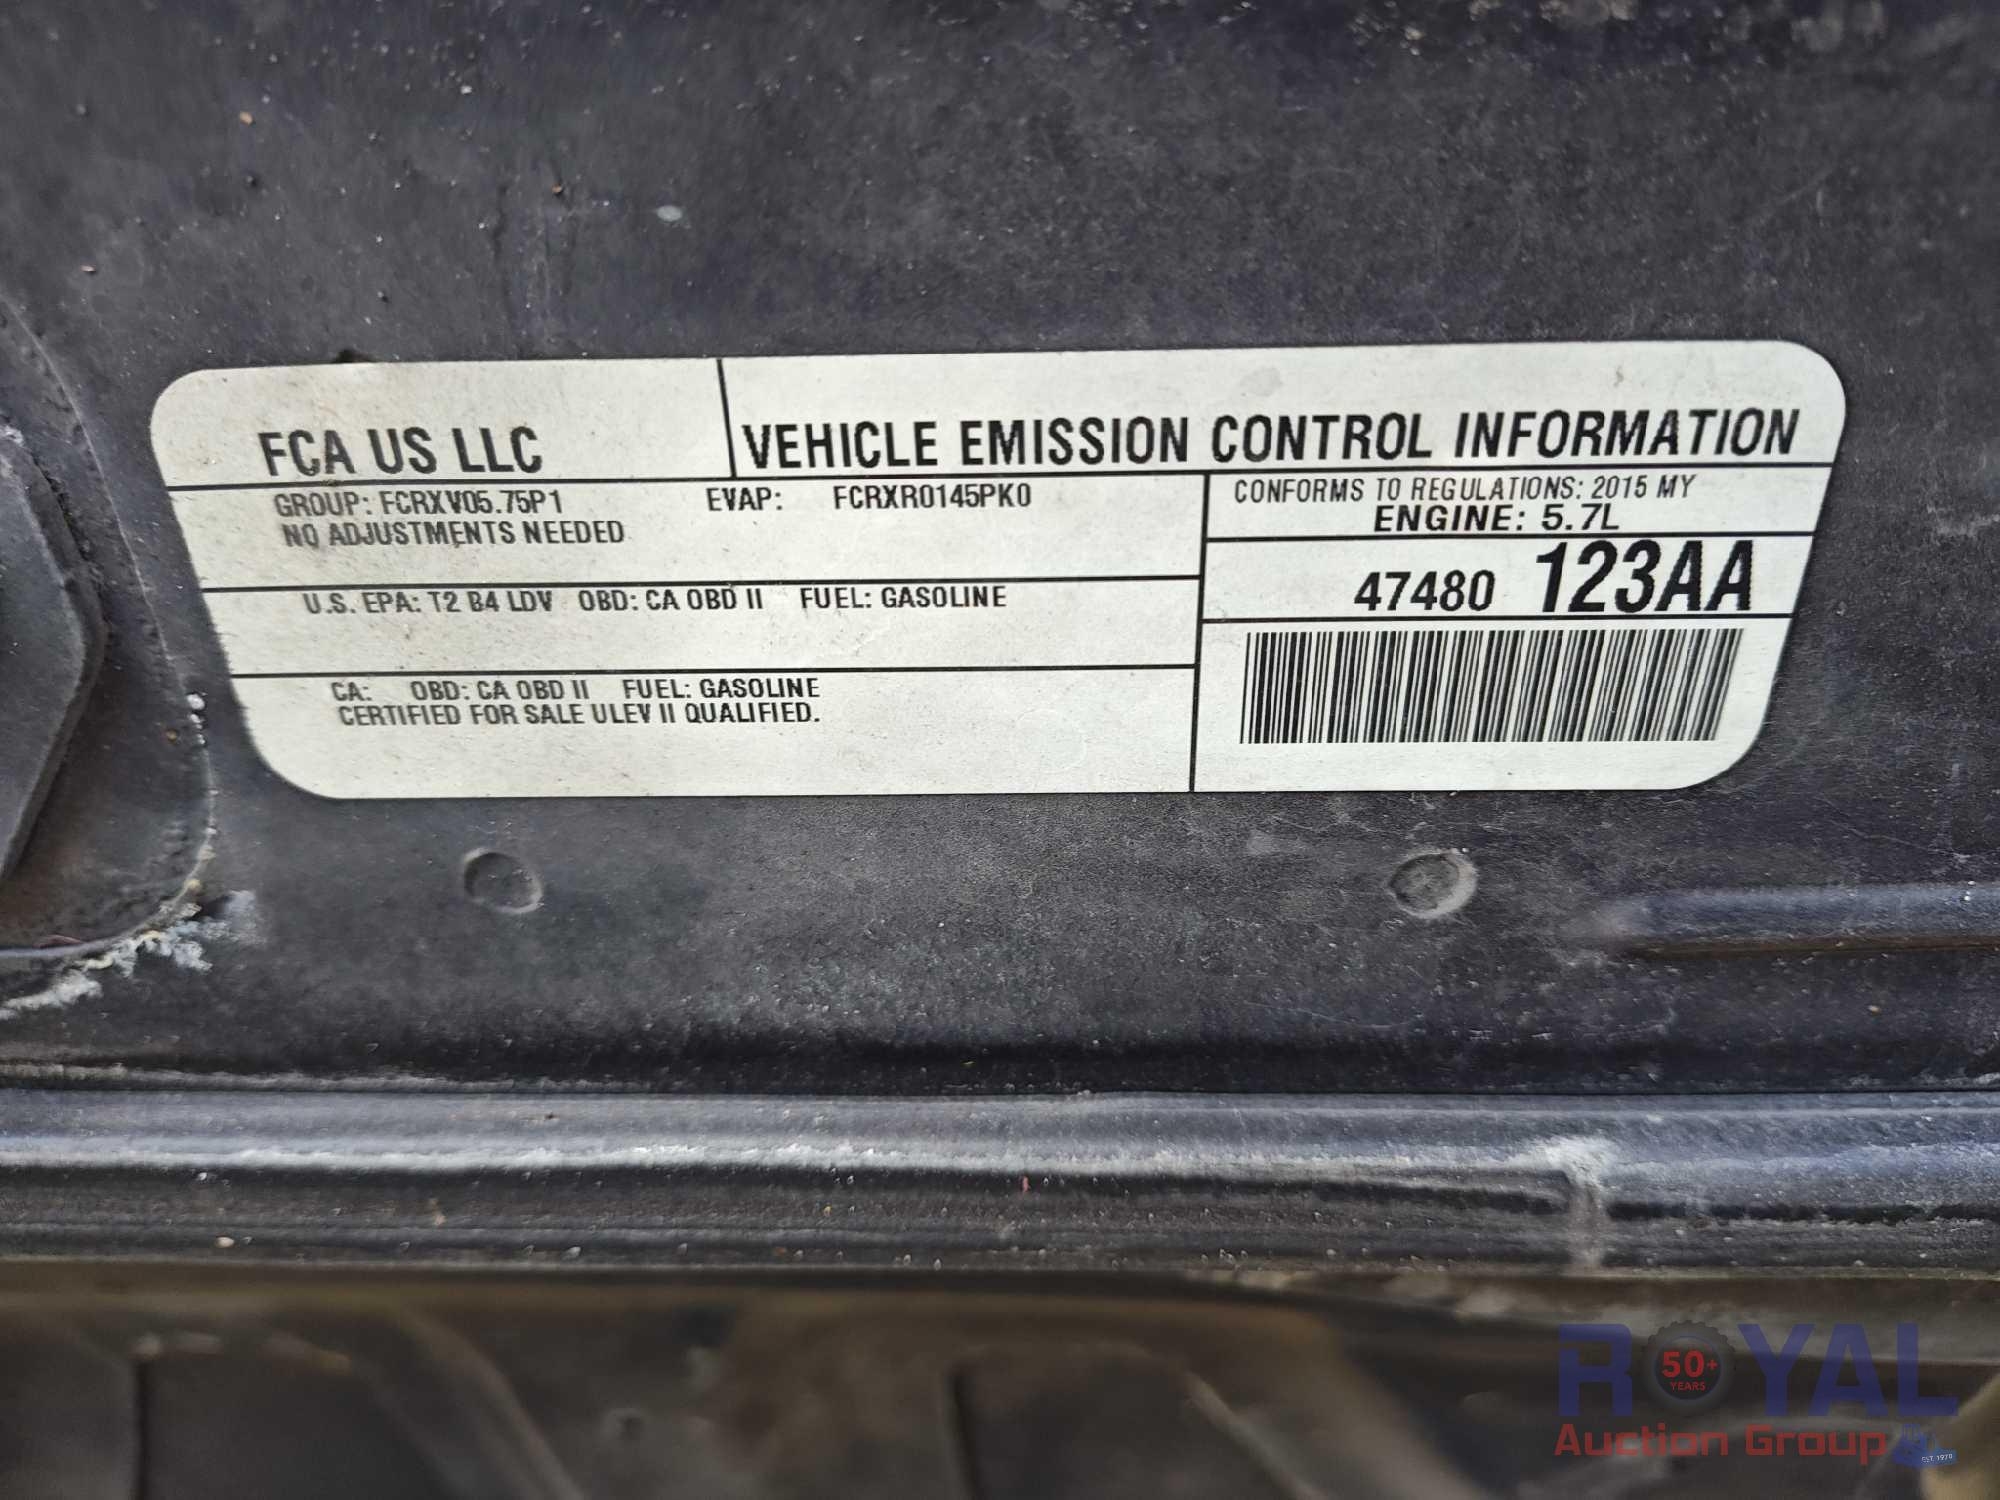 FCA US LLC
VEHICLE EMISSION CONTROL INFORMATION
GROUP: FCRXV05.75P1 EVAP: FCRXR0145PK0
NO ADJUSTMENTS NEEDED
CONFORMS TO REGULATIONS: 2015 MY
ENGINE: 5.7L
47480 123AA
U.S. EPA: T2 B4 LDV OBD: CA OBD II FUEL: GASOLINE
CA: OBD: CA OBD II FUEL: GASOLINE
CERTIFIED FOR SALE ULEV II QUALIFIED.
ROYAL
50+
YEARS
Auction Group
EST. 1970